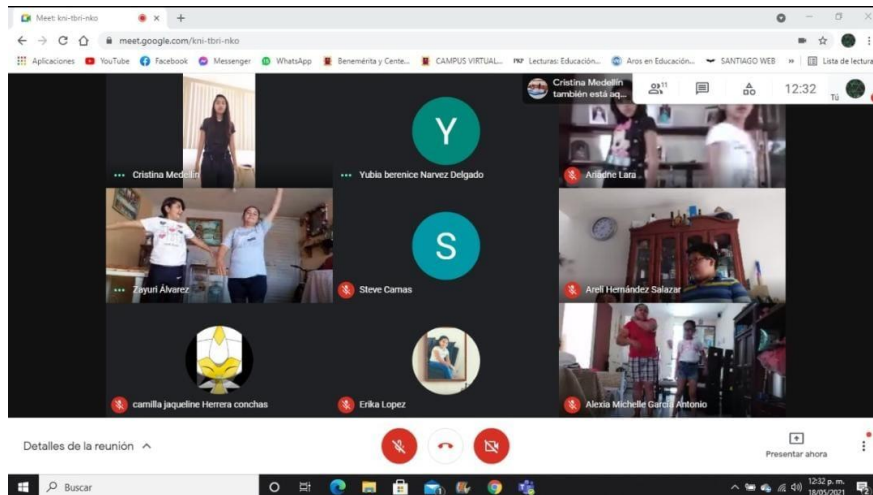 Meet: kni-tbri-nko
meet.google.com/kni-tbri-nko
Aplicaciones YouTube Facebook Messenger WhatsApp Benemérita y Cente... CAMPUS VIRTUAL... Lecturas: Educación... Aros en Educación... SANTIAGO WEB » Lista de lectura
Cristina Medellín
también está aq...
11
12:32
Tú
Cristina Medellín
Y
Yubia berenice Narvez Delgado
Ariadne Lara
Zayuri Álvarez
S
Steve Camas
Areli Hernández Salazar
camilla jaqueline Herrera conchas
Erika Lopez
Alexia Michelle García Antonio
Detalles de la reunión
Presentar ahora
Buscar
12:32 p. m.
18/05/2021